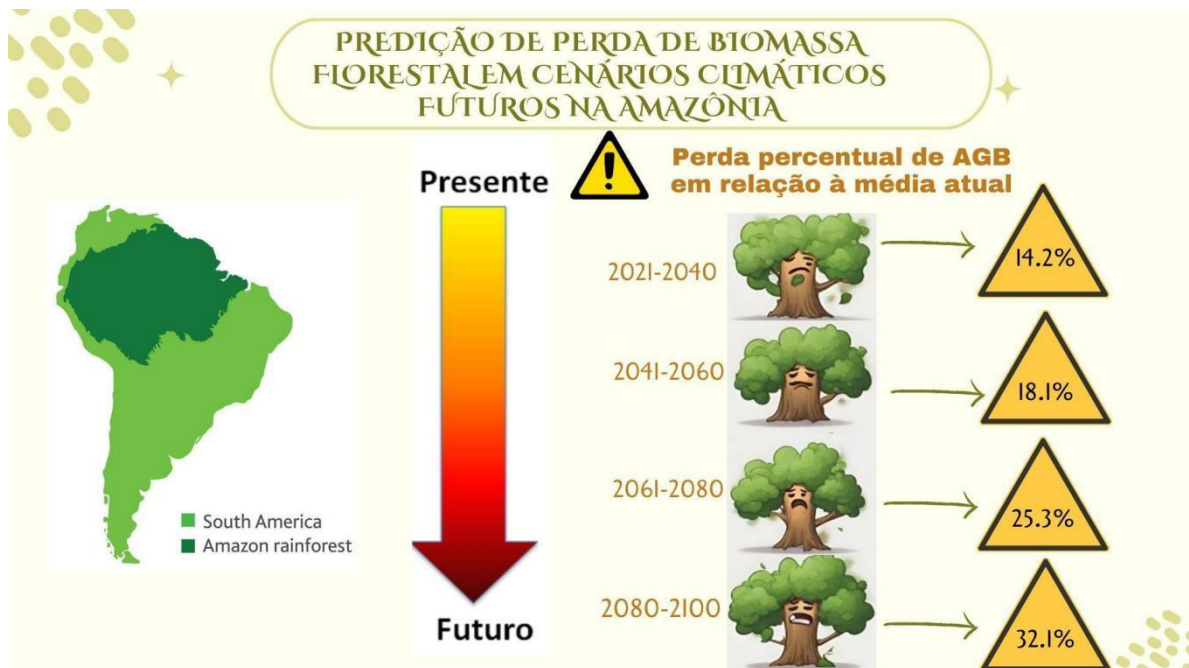 PREDIÇÃO DE PERDA DE BIOMASSA
FLORESTAL EM CENÁRIOS CLIMÁTICOS
FUTUROS NA AMAZÔNIA
Presente
Perda percentual de AGB
em relação à média atual
2021-2040
14.2%
2041-2060
18.1%
2061-2080
25.3%
2080-2100
32.1%
South America
Amazon rainforest
Futuro